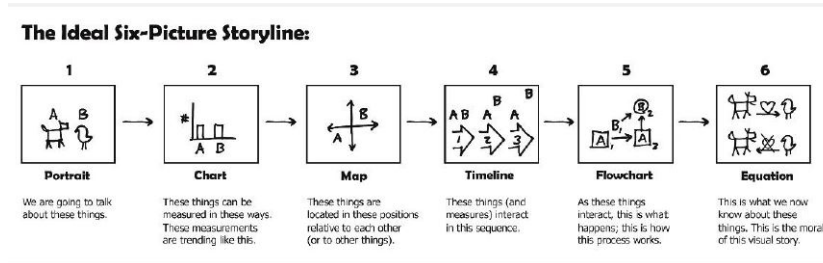 The Ideal Six-Picture Storyline:
1
A B
Portrait
We are going to talk
about these things.
2
#
A B
Chart
These things can be
measured in these ways.
These measurements
are trending like this.
3
B
A
Map
These things are
located in these positions
relative to each other
(or to other things).
4
B
B
A B A A
1 2 3
Timeline
These things (and
measures) interact
in this sequence.
5
B2
B1
A1 A2
Flowchart
As these things
interact, this is what
happens; this is how
this process works.
6
Equation
This is what we now
know about these
things. This is the moral
of this visual story.